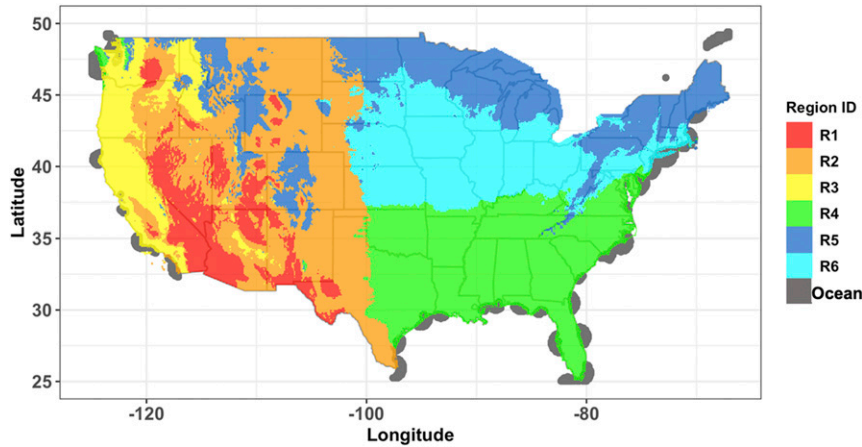 50
45
40
35
30
25
Latitude
-120
-100
-80
Longitude
Region ID
R1
R2
R3
R4
R5
R6
Ocean